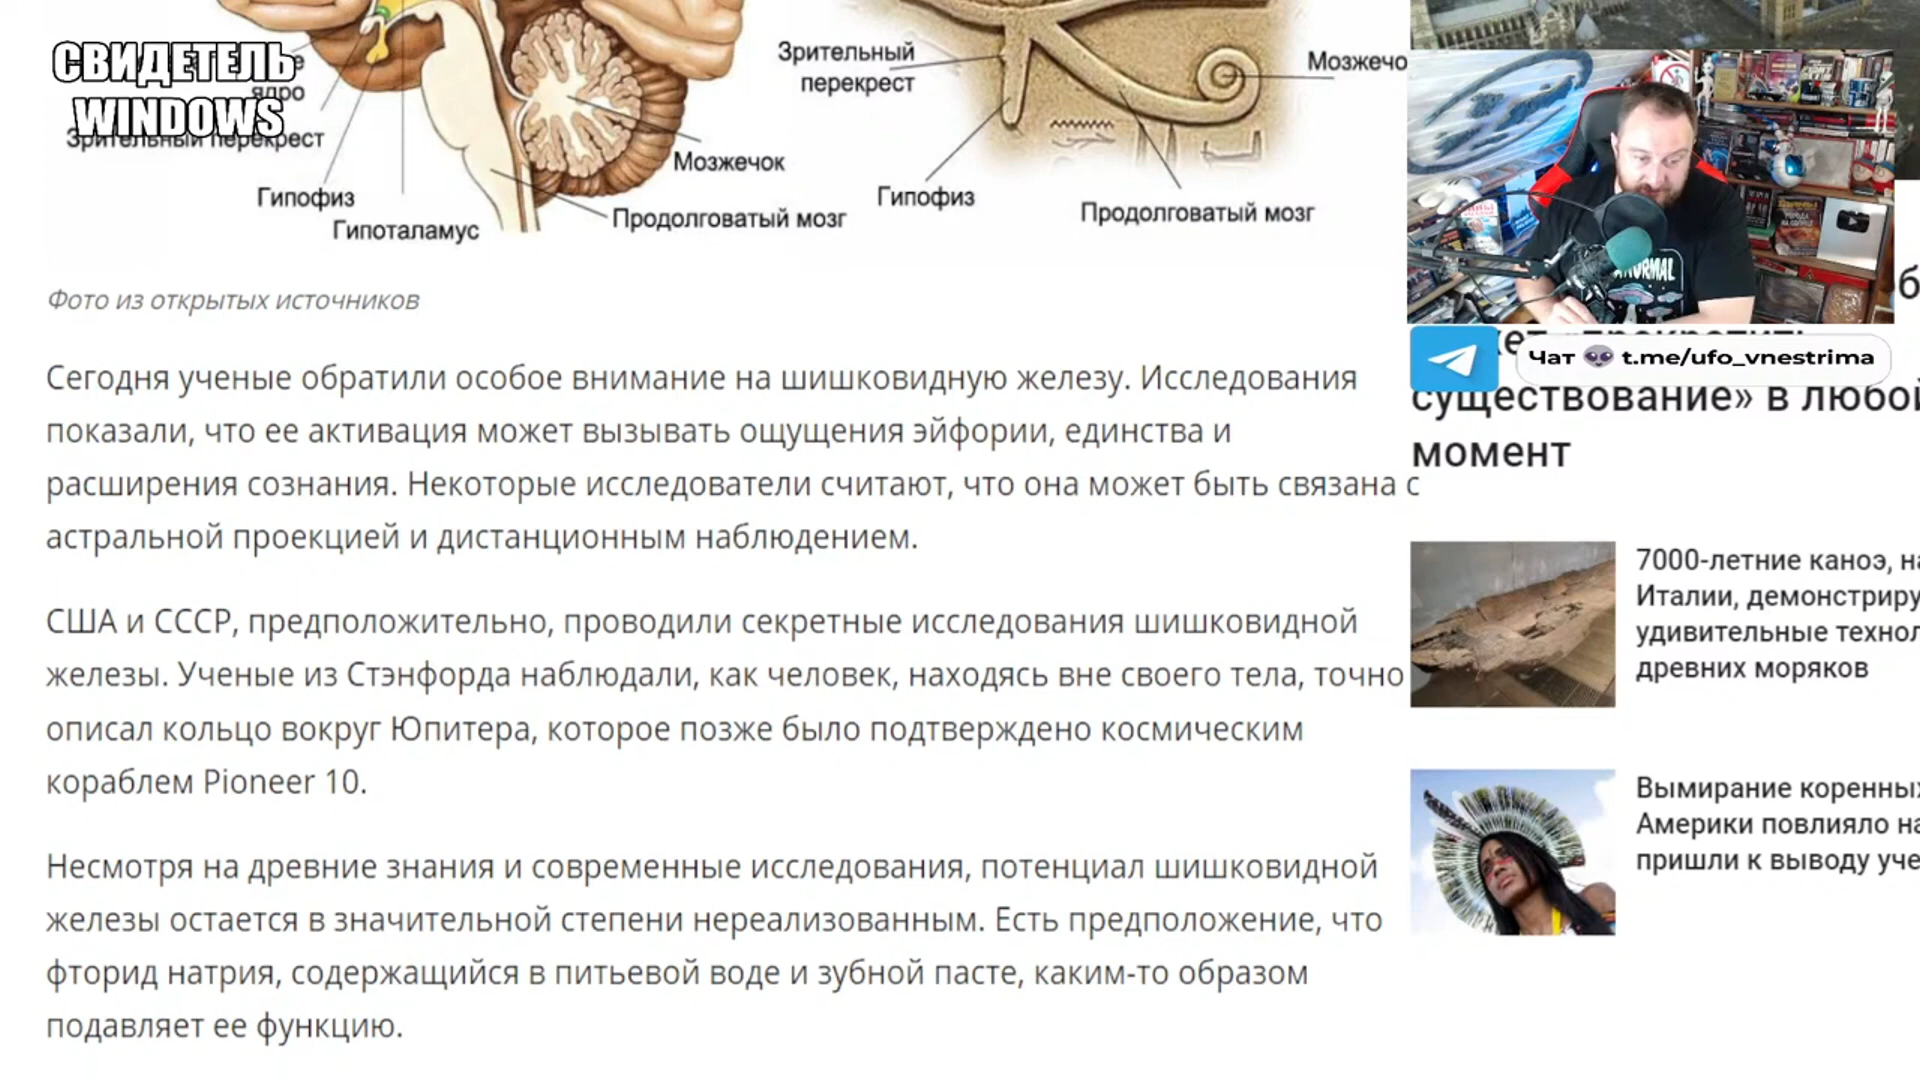 СВИДЕТЕЛЬ
WINDOWS
ядро
Зрительный перекрест
Гипофиз
Гипоталамус
Мозжечок
Продолговатый мозг
Зрительный
перекрест
Гипофиз
Продолговатый мозг
Мозжечо
Фото из открытых источников
Сегодня ученые обратили особое внимание на шишковидную железу. Исследования
показали, что ее активация может вызывать ощущения эйфории, единства и
расширения сознания. Некоторые исследователи считают, что она может быть связана с
астральной проекцией и дистанционным наблюдением.
США и СССР, предположительно, проводили секретные исследования шишковидной
железы. Ученые из Стэнфорда наблюдали, как человек, находясь вне своего тела, точно
описал кольцо вокруг Юпитера, которое позже было подтверждено космическим
кораблем Pioneer 10.
Несмотря на древние знания и современные исследования, потенциал шишковидной
железы остается в значительной степени нереализованным. Есть предположение, что
фторид натрия, содержащийся в питьевой воде и зубной пасте, каким-то образом
подавляет ее функцию.
Чат t.me/ufo_vnestrima
существование» в любой
момент
7000-летние каноэ, на
Италии, демонстриру
удивительные технол
древних моряков
Вымирание коренных
Америки повлияло на
пришли к выводу уче